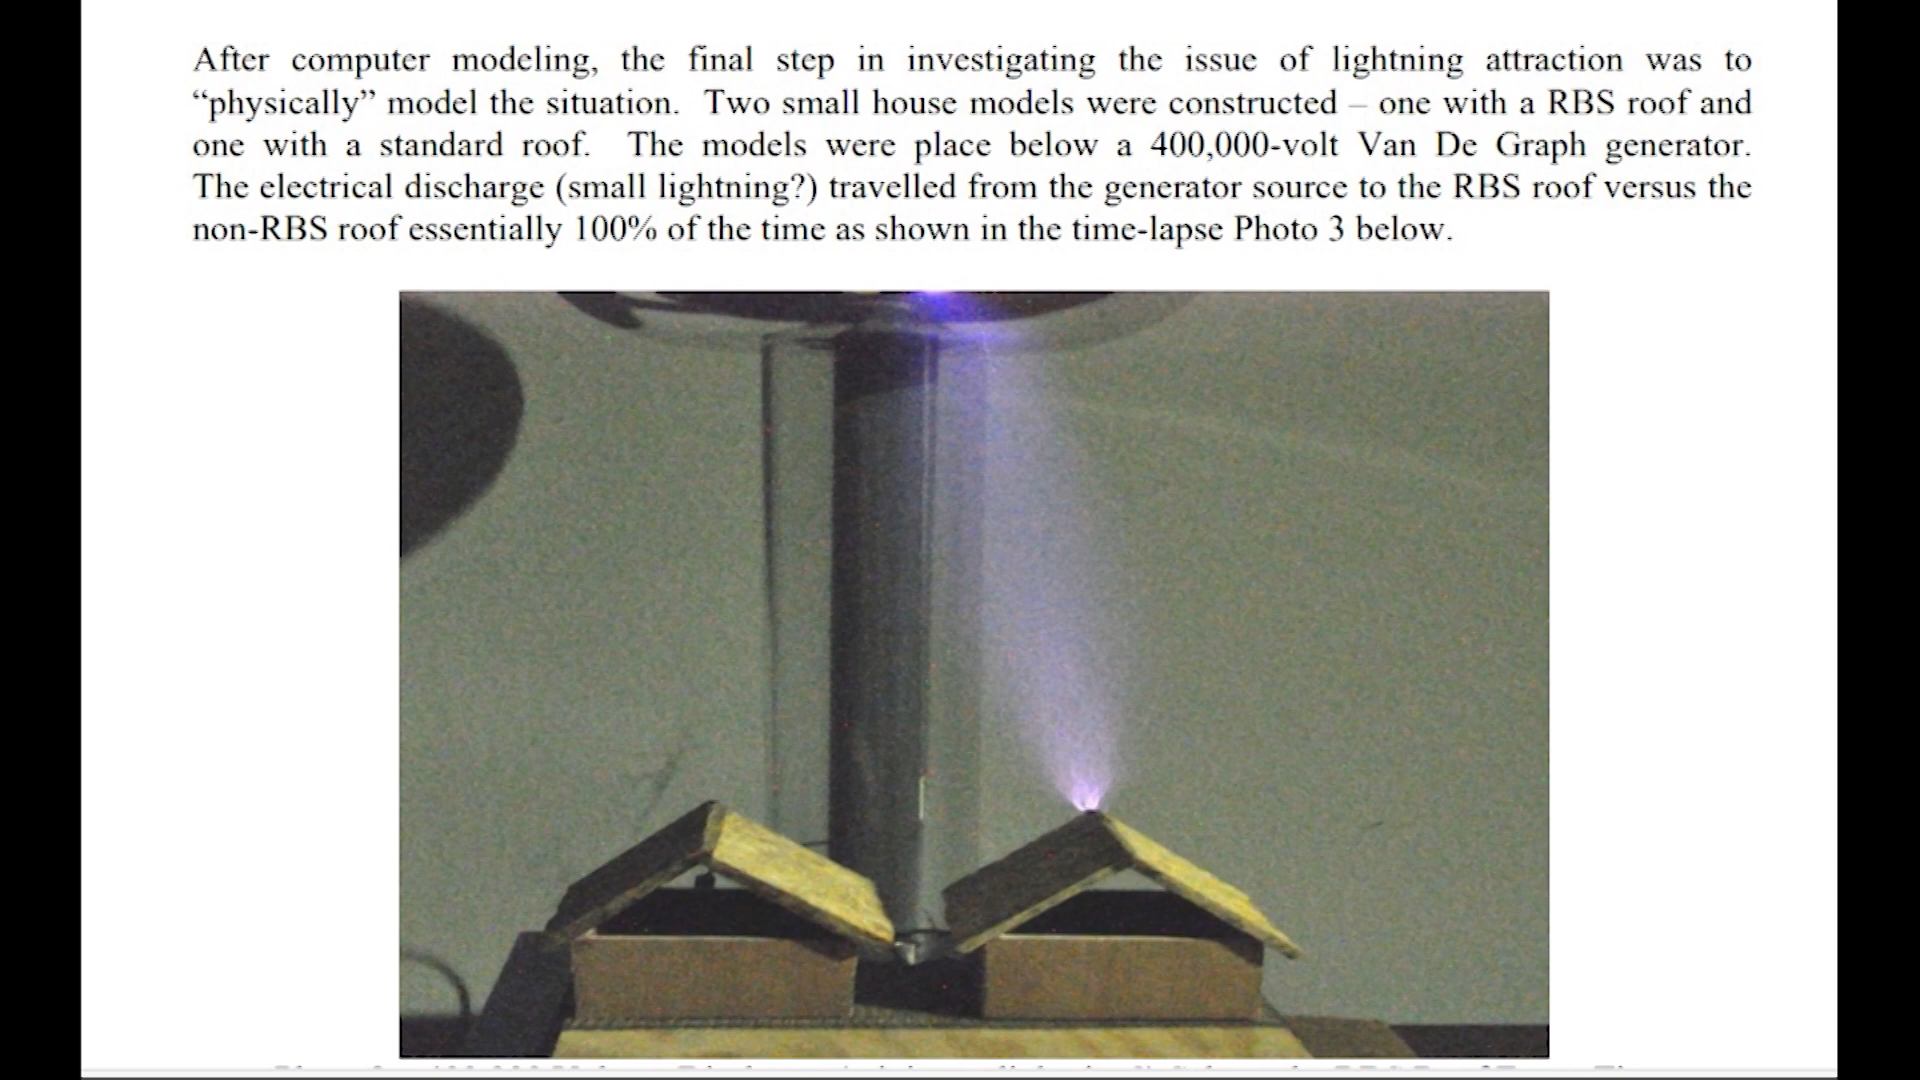 After computer modeling, the final step in investigating the issue of lightning attraction was to
“physically” model the situation. Two small house models were constructed – one with a RBS roof and
one with a standard roof. The models were place below a 400,000-volt Van De Graph generator.
The electrical discharge (small lightning?) travelled from the generator source to the RBS roof versus the
non-RBS roof essentially 100% of the time as shown in the time-lapse Photo 3 below.